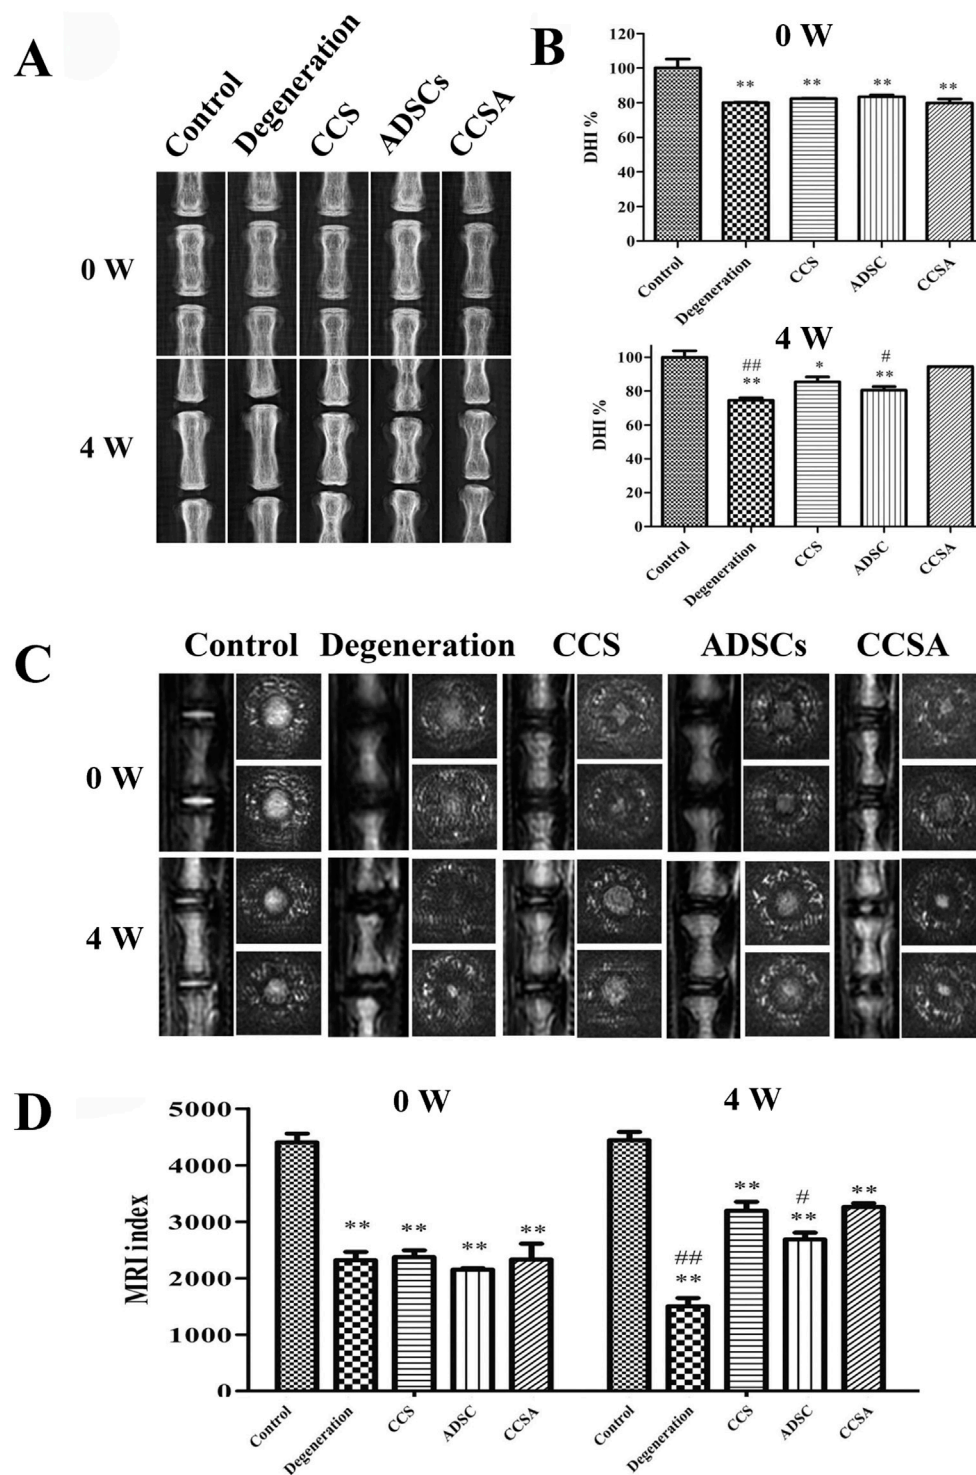 A
Control
Degeneration
CCS
ADSCs
CCSA
0 W
4 W
B
0 W
120
100
80
60
40
20
0
DHI %
**
**
**
**
Control
Degeneration
CCS
ADSC
CCSA
4 W
100
80
60
40
20
0
DHI %
##
**
*
#
**
Control
Degeneration
CCS
ADSC
CCSA
C
Control Degeneration CCS ADSCs CCSA
0 W
4 W
D
0 W
4 W
5000
4000
3000
2000
1000
0
MRI index
**
**
**
**
##
**
**
#
**
**
Control
Degeneration
CCS
ADSC
CCSA
Control
Degeneration
CCS
ADSC
CCSA